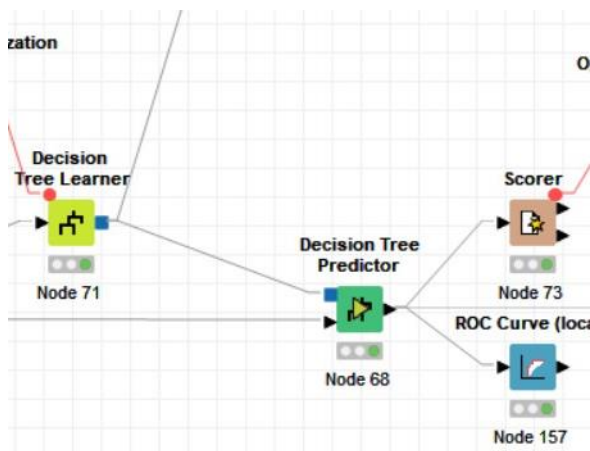 zation
O
Decision
Tree Learner
Node 71
Decision Tree
Predictor
Node 68
Scorer
Node 73
ROC Curve (loca
Node 157